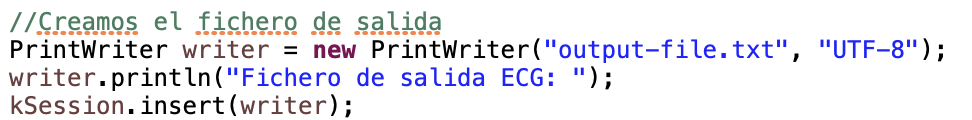 //Creamos el fichero de salida
PrintWriter writer = new PrintWriter("output-file.txt", "UTF-8");
writer.println("Fichero de salida ECG: ");
kSession.insert(writer);